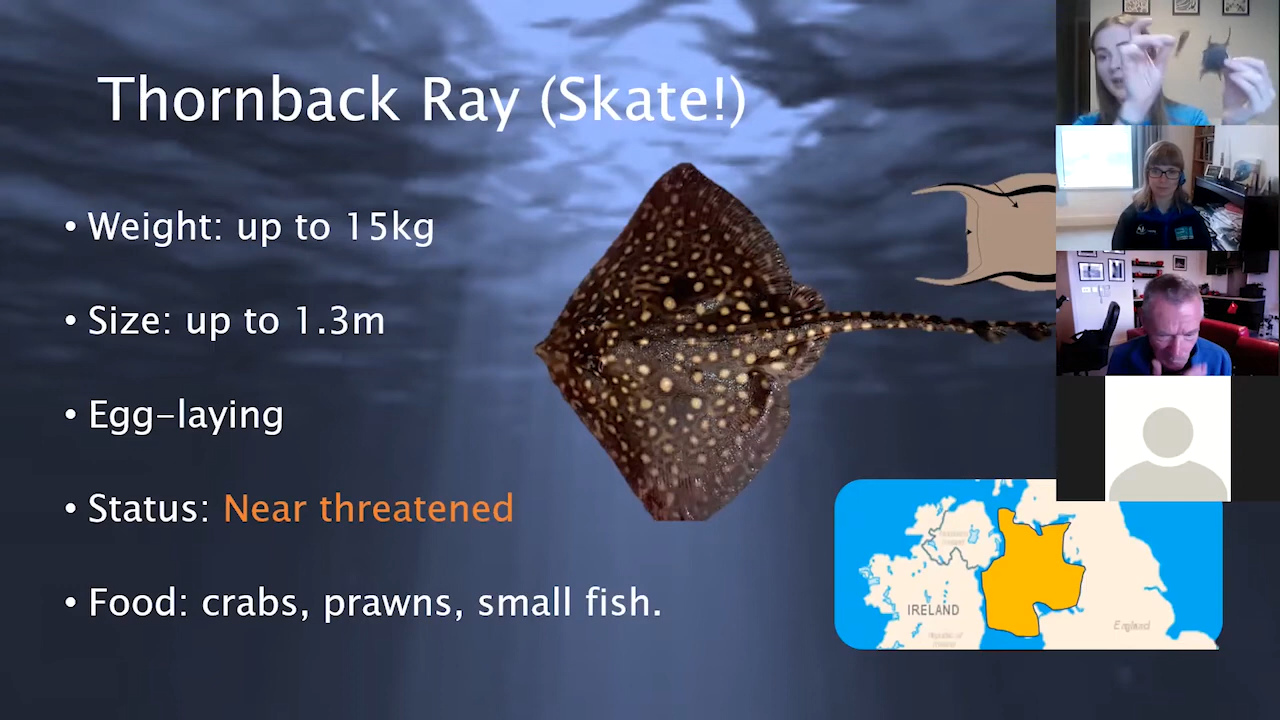 Thornback Ray (Skate!)
• Weight: up to 15kg
• Size: up to 1.3m
• Egg-laying
• Status: Near threatened
• Food: crabs, prawns, small fish.
IRELAND
England